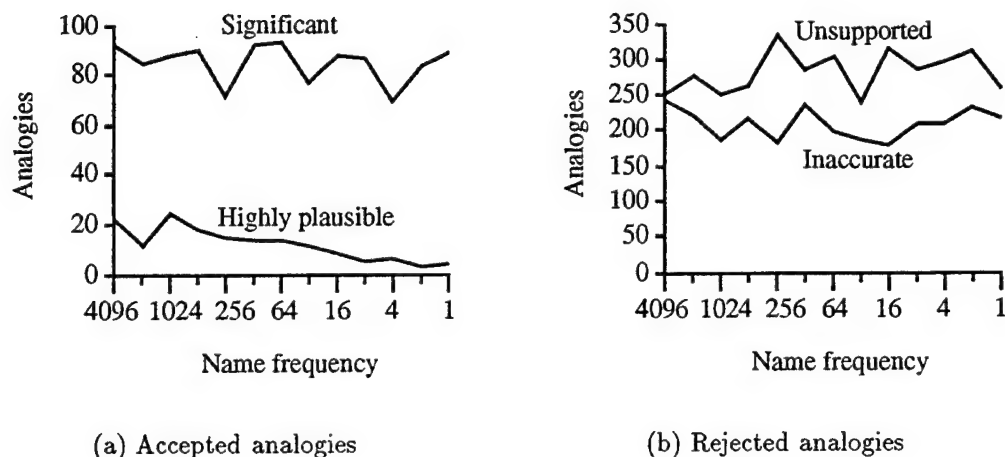 100
80
60
40
20
0
Analogies
Significant
Highly plausible
4096 1024 256 64 16 4 1
Name frequency
(a) Accepted analogies
350
300
250
200
150
100
50
0
Analogies
Unsupported
Inaccurate
4096 1024 256 64 16 4 1
Name frequency
(b) Rejected analogies